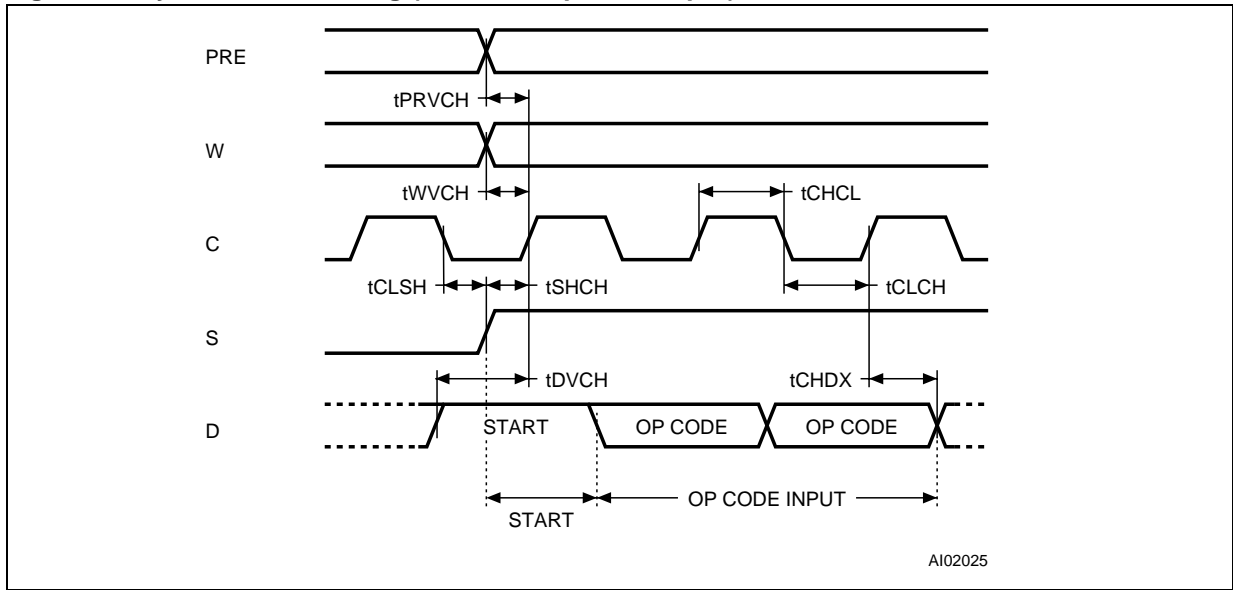 PRE
tPRVCH
W
tWVCH
tCHCL
C
tCLSH
tSHCH
tCLCH
S
tDVCH
tCHDX
D
START
OP CODE
OP CODE
OP CODE INPUT
START
AI02025